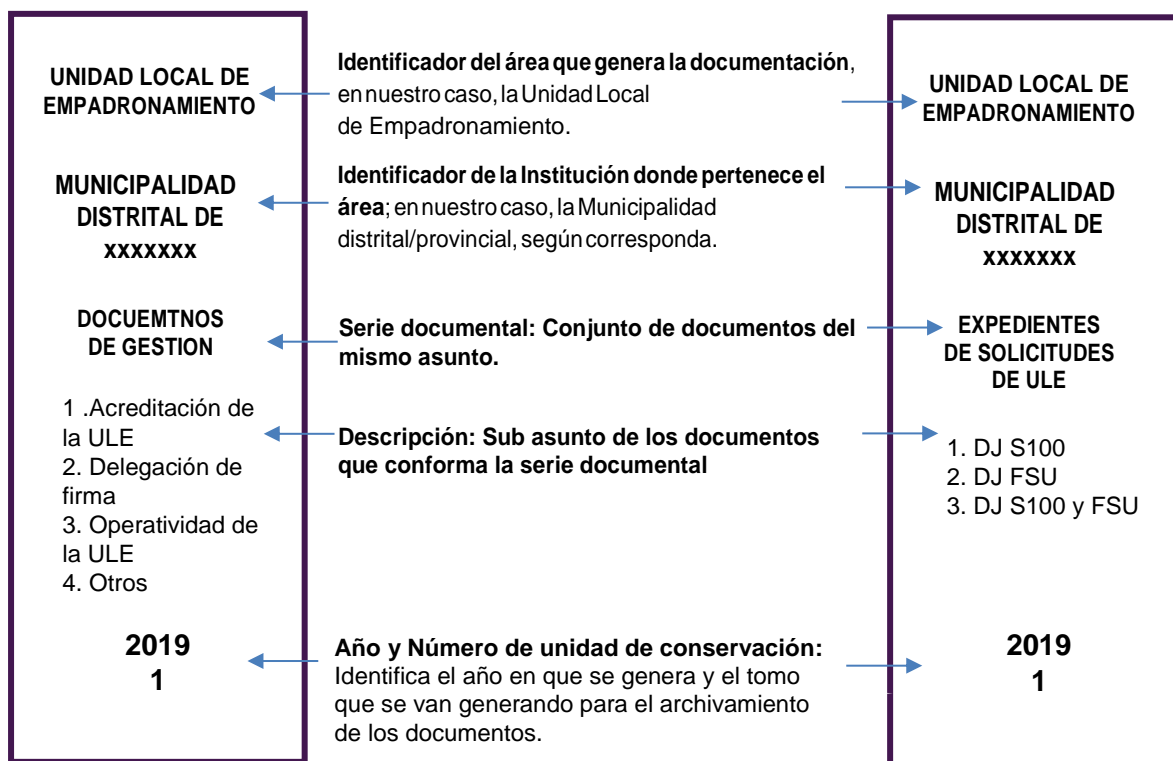 UNIDAD LOCAL DE
EMPADRONAMIENTO
MUNICIPALIDAD
DISTRITAL DE
xxxxxxx
DOCUEMTNOS
DE GESTION
1 .Acreditación de
la ULE
2. Delegación de
firma
3. Operatividad de
la ULE
4. Otros
2019
1
Identificador del área que genera la documentación,
en nuestro caso, la Unidad Local
de Empadronamiento.
Identificador de la Institución donde pertenece el
área; en nuestro caso, la Municipalidad
distrital/provincial, según corresponda.
Serie documental: Conjunto de documentos del
mismo asunto.
Descripción: Sub asunto de los documentos
que conforma la serie documental
Año y Número de unidad de conservación:
Identifica el año en que se genera y el tomo
que se van generando para el archivamiento
de los documentos.
UNIDAD LOCAL DE
EMPADRONAMIENTO
MUNICIPALIDAD
DISTRITAL DE
xxxxxxx
EXPEDIENTES
DE SOLICITUDES
DE ULE
1. DJ S100
2. DJ FSU
3. DJ S100 y FSU
2019
1